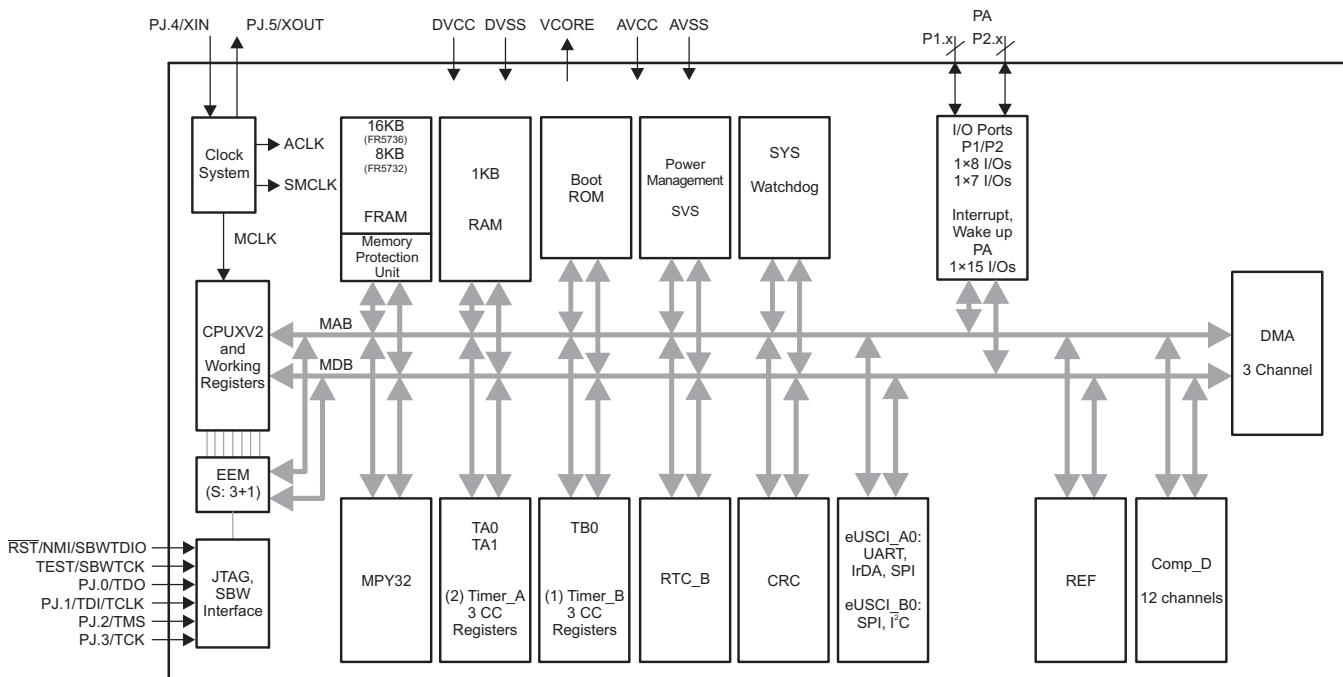 PJ.4/XIN PJ.5/XOUT DVCC DVSS VCORE AVCC AVSS PA
P1.x P2.x
Clock
System
ACLK
SMCLK
MCLK
16KB
(FR5736)
8KB
(FR5732)
FRAM
Memory
Protection
Unit
1KB
RAM
Boot
ROM
Power
Management
SVS
SYS
Watchdog
I/O Ports
P1/P2
1×8 I/Os
1×7 I/Os
Interrupt,
Wake up
PA
1×15 I/Os
CPUXV2
and
Working
Registers
MAB
MDB
DMA
3 Channel
EEM
(S: 3+1)
RST/NMI/SBWTDIO
TEST/SBWTCK
PJ.0/TDO
PJ.1/TDI/TCLK
PJ.2/TMS
PJ.3/TCK
JTAG,
SBW
Interface
MPY32
TA0
TA1
(2) Timer_A
3 CC
Registers
TB0
(1) Timer_B
3 CC
Registers
RTC_B
CRC
eUSCI_A0:
UART,
IrDA, SPI
eUSCI_B0:
SPI, I²C
REF
Comp_D
12 channels